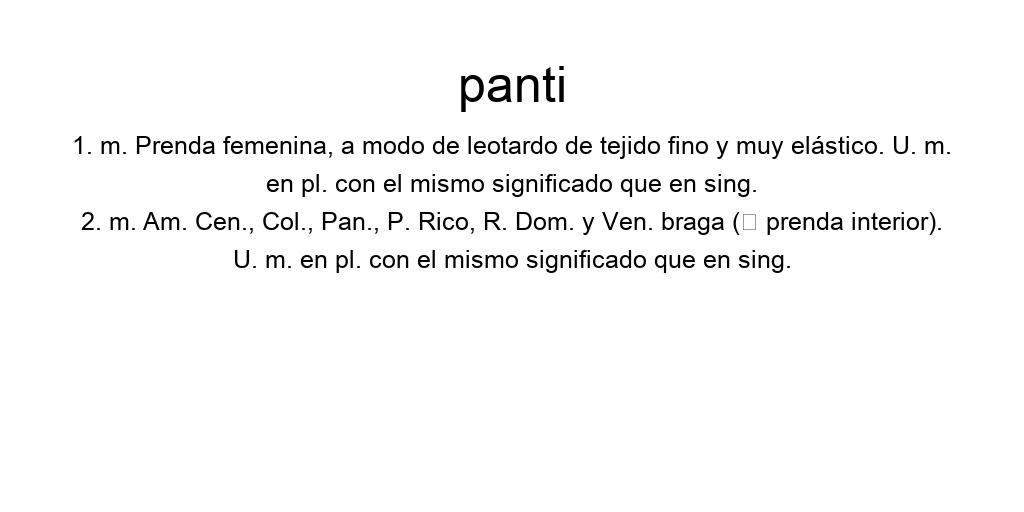 panti
1. m. Prenda femenina, a modo de leotardo de tejido fino y muy elástico. U. m.
en pl. con el mismo significado que en sing.
2. m. Am. Cen., Col., Pan., P. Rico, R. Dom. y Ven. braga (□ prenda interior).
U. m. en pl. con el mismo significado que en sing.